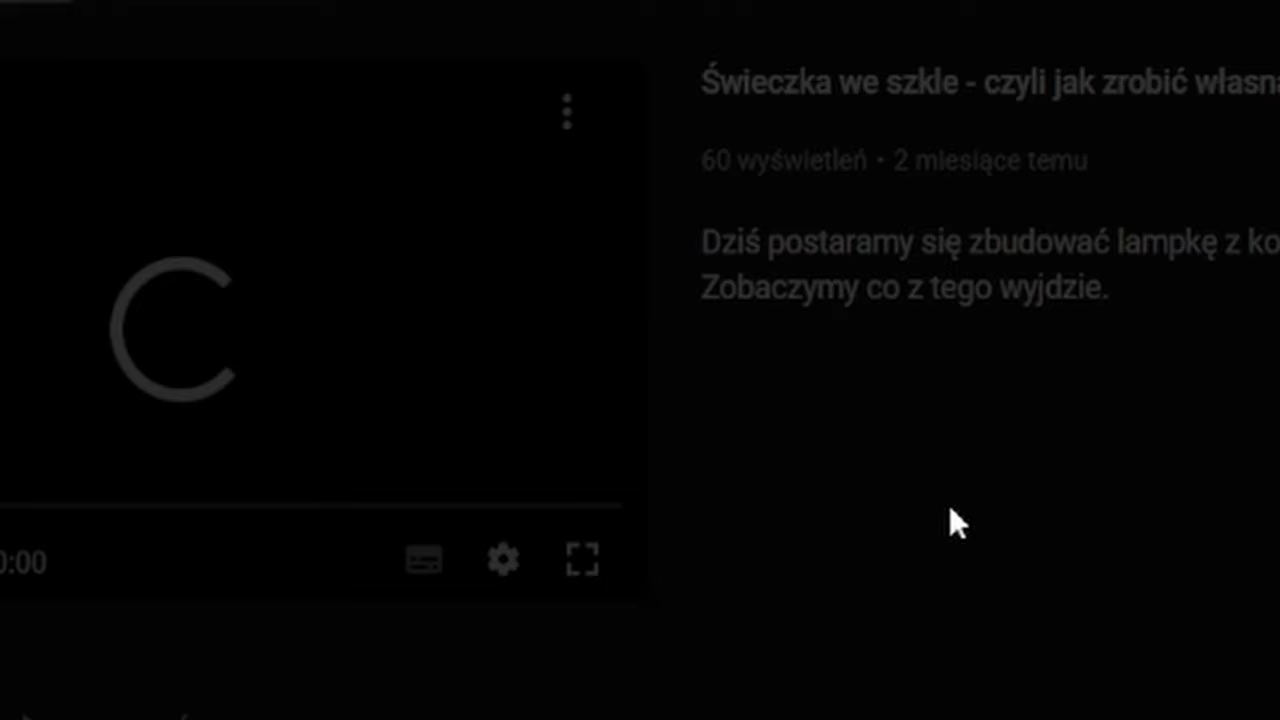 Świeczka we szkle - czyli jak zrobić
60 wyświetleń • 2 miesiące temu
Dziś postaramy się zbudować lampkę z
Zobaczymy co z tego wyjdzie.
0:00